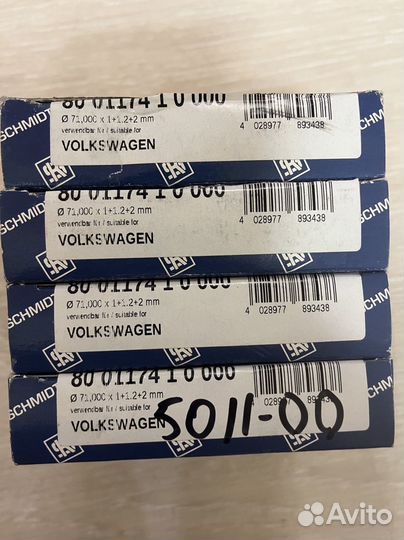 SCHMIDT
80 01174 1 0 000
Ø 71,000 x 1+1.2+2 mm
verwendbar für / suitable for
VOLKSWAGEN
4 028977 893438
SCHMIDT
80 01174 1 0 000
Ø 71,000 x 1+1.2+2 mm
verwendbar für / suitable for
VOLKSWAGEN
4 028977 893438
SCHMIDT
80 01174 1 0 000
Ø 71,000 x 1+1.2+2 mm
verwendbar für / suitable for
VOLKSWAGEN
4 028977 893438
SCHMIDT
80 01174 1 0 000
Ø 71,000 x 1+1.2+2 mm
verwendbar für / suitable for
VOLKSWAGEN
4 028977 893438
5011-00
Avito